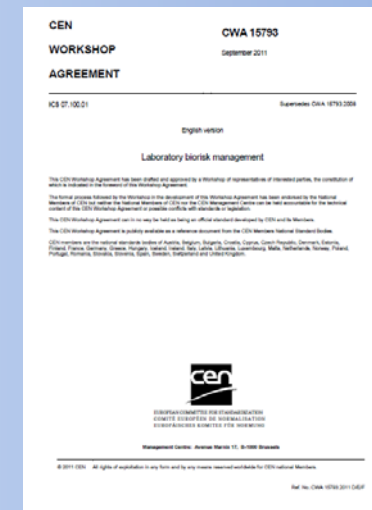 CEN
CWA 15793
WORKSHOP
September 2011
AGREEMENT
ICS 07.100.01
Supersedes CWA 15793:2008
English version
Laboratory biorisk management
This CEN Workshop Agreement has been drafted and approved by a Workshop of representatives of interested parties, the constitution of
which is indicated in the foreword of this Workshop Agreement.
The formal process followed by the Workshop in the development of this Workshop Agreement has been endorsed by the National
Members of CEN but neither the National Members of CEN nor the CEN Management Centre can be held accountable for the technical
content of this CEN Workshop Agreement or possible conflicts with standards or legislation.
This CEN Workshop Agreement can in no way be held as being an official standard developed by CEN and its Members.
This CEN Workshop Agreement is publicly available as a reference document from the CEN Members National Standard Bodies.
CEN members are the national standards bodies of Austria, Belgium, Bulgaria, Croatia, Cyprus, Czech Republic, Denmark, Estonia,
Finland, France, Germany, Greece, Hungary, Iceland, Ireland, Italy, Latvia, Lithuania, Luxembourg, Malta, Netherlands, Norway, Poland,
Portugal, Romania, Slovakia, Slovenia, Spain, Sweden, Switzerland and United Kingdom.
cen
EUROPEAN COMMITTEE FOR STANDARDIZATION
COMITÉ EUROPÉEN DE NORMALISATION
EUROPÄISCHES KOMITEE FÜR NORMUNG
Management Centre: Avenue Marnix 17, B-1000 Brussels
© 2011 CEN All rights of exploitation in any form and by any means reserved worldwide for CEN national Members.
Ref. No.:CWA 15793:2011 D/E/F